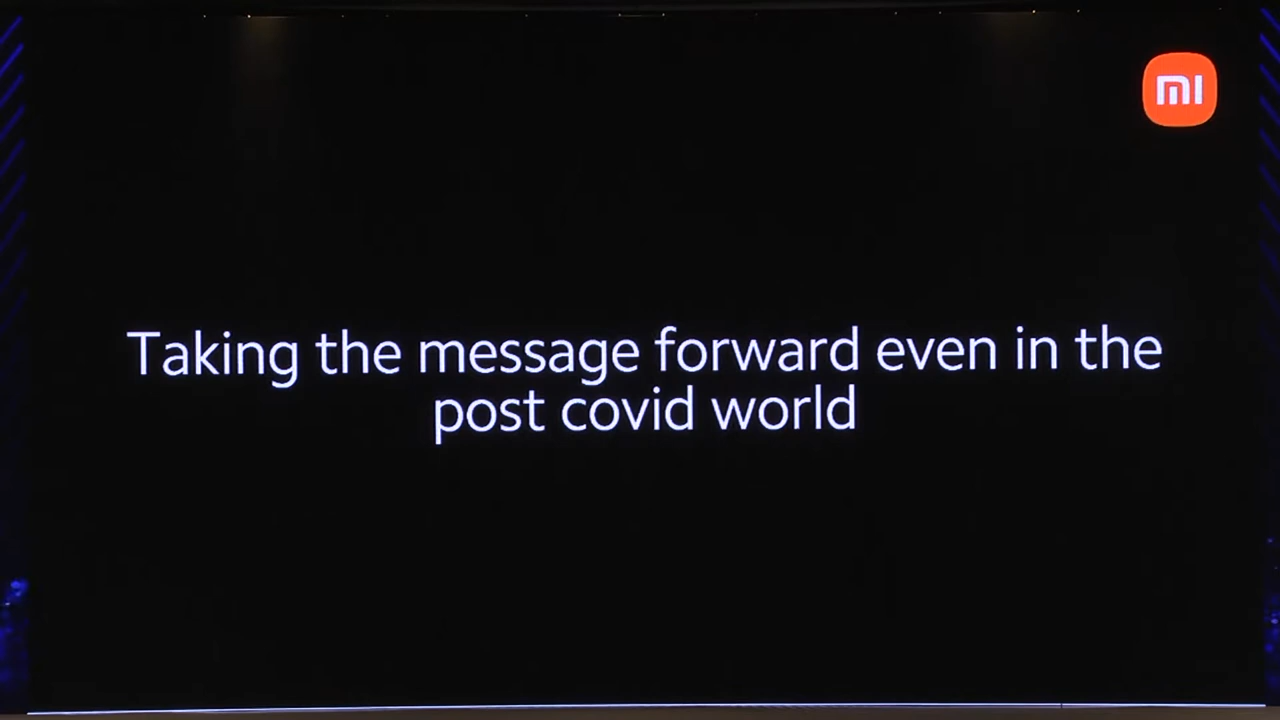 mi
Taking the message forward even in the
post covid world